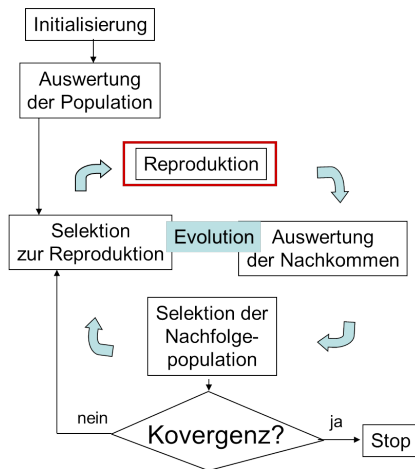 Initialisierung
Auswertung
der Population
Reproduktion
Selektion
zur Reproduktion
Evolution
Auswertung
der Nachkommen
Selektion der
Nachfolge-
population
nein
Kovergenz?
ja
Stop